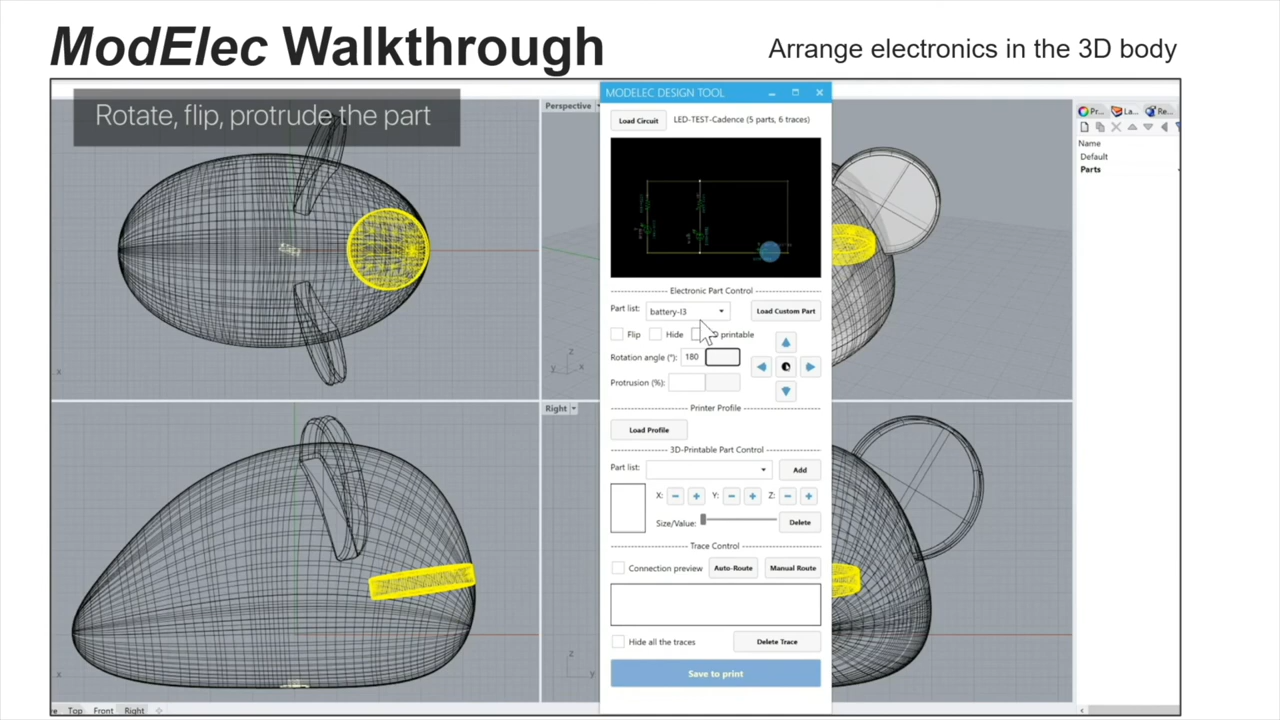 ModElec Walkthrough
Arrange electronics in the 3D body
Rotate, flip, protrude the part
Perspective
MODELEC DESIGN TOOL
Load Circuit
LED-TEST-Cadence (5 parts, 6 traces)
Electronic Part Control
Part list:
battery-l3
Load Custom Part
Flip
Hide
printable
Rotation angle (°):
180
Protrusion (%):
Printer Profile
Load Profile
3D-Printable Part Control
Part list:
Add
X:
Y:
Z:
Size/Value:
Delete
Trace Control
Connection preview
Auto-Route
Manual Route
Hide all the traces
Delete Trace
Save to print
Pr...
La...
Re...
Name
Default
Parts
x
z
y
x
Right
x
z
y
Top
Front
Right